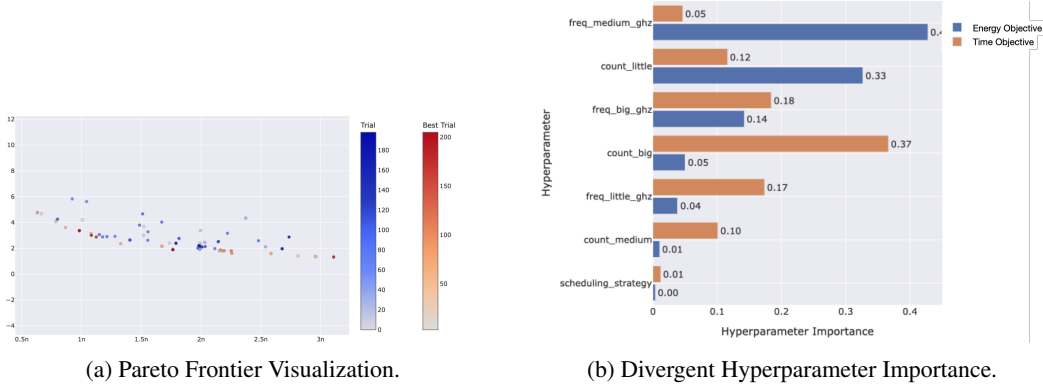 12
10
8
6
4
2
0
−2
−4
0.5n
1n
1.5n
2n
2.5n
3n
Trial
180
160
140
120
100
80
60
40
20
0
Best Trial
200
150
100
50
(a) Pareto Frontier Visualization.
Hyperparameter
freq_medium_ghz
count_little
freq_big_ghz
count_big
freq_little_ghz
count_medium
scheduling_strategy
0.05
0.4
0.12
0.33
0.18
0.14
0.37
0.05
0.17
0.04
0.10
0.01
0.01
0.00
0
0.1
0.2
0.3
0.4
Hyperparameter Importance
Energy Objective
Time Objective
(b) Divergent Hyperparameter Importance.